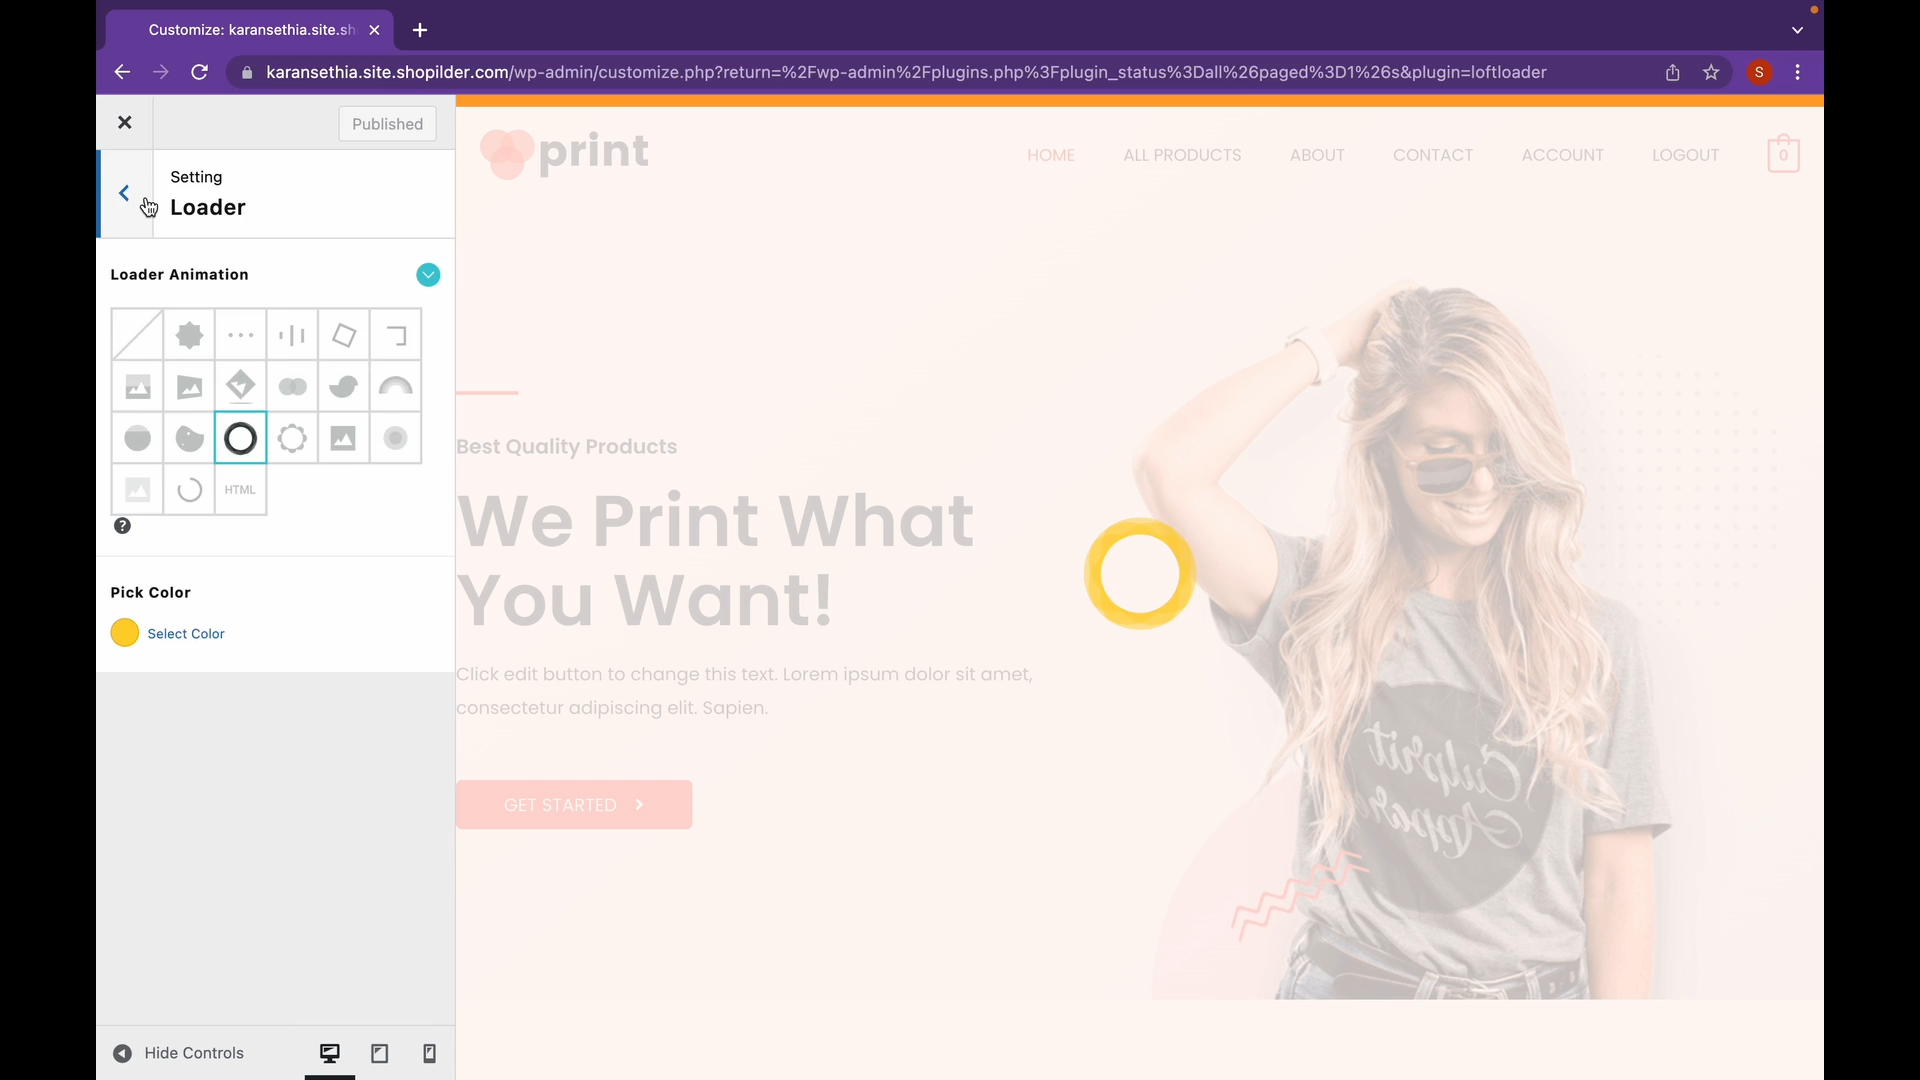 Customize: karansethia.site.sh
karansethia.site.shopilder.com/wp-admin/customize.php?return=%2Fwp-admin%2Fplugins.php%3Fplugin_status%3Dall%26paged%3D1%26s&plugin=loftloader
S
Published
Setting
Loader
Loader Animation
HTML
?
Pick Color
Select Color
Hide Controls
print
HOME
ALL PRODUCTS
ABOUT
CONTACT
ACCOUNT
LOGOUT
0
Best Quality Products
We Print What
You Want!
Click edit button to change this text. Lorem ipsum dolor sit amet,
consectetur adipiscing elit. Sapien.
GET STARTED
Culprit
Apparel